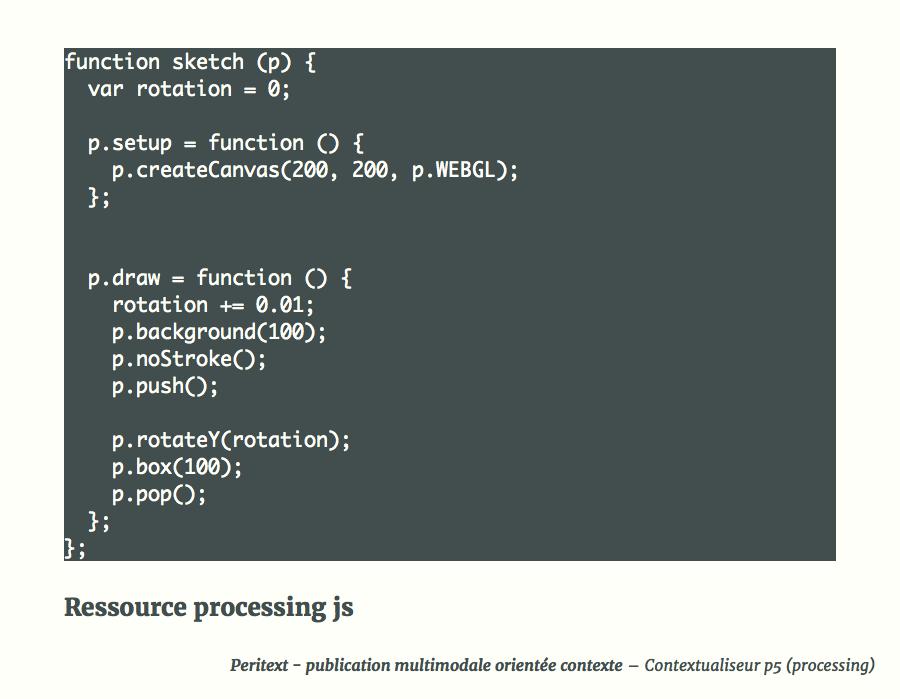 function sketch (p) {
  var rotation = 0;

  p.setup = function () {
    p.createCanvas(200, 200, p.WEBGL);
  };


  p.draw = function () {
    rotation += 0.01;
    p.background(100);
    p.noStroke();
    p.push();

    p.rotateY(rotation);
    p.box(100);
    p.pop();
  };
};
Ressource processing js
Peritext – publication multimodale orientée contexte – Contextualiseur p5 (processing)